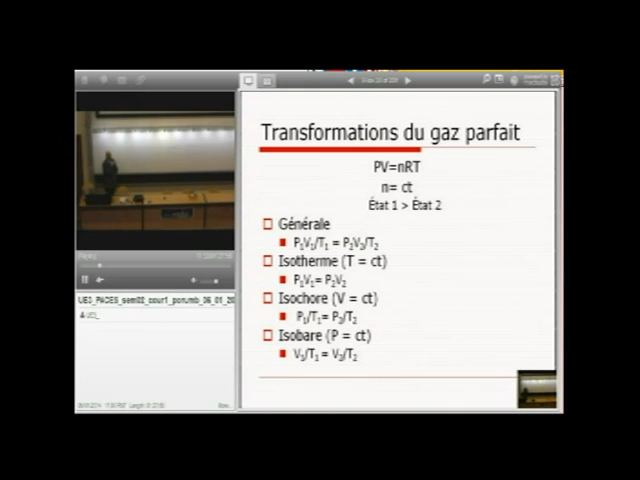 Transformations du gaz parfait
PV=nRT
n= ct
État 1 > État 2
Générale
P₁V₁/T₁ = P₂V₂/T₂
Isotherme (T = ct)
P₁V₁= P₂V₂
Isochore (V = ct)
P₁/T₁= P₂/T₂
Isobare (P = ct)
V₁/T₁ = V₂/T₂
Playing